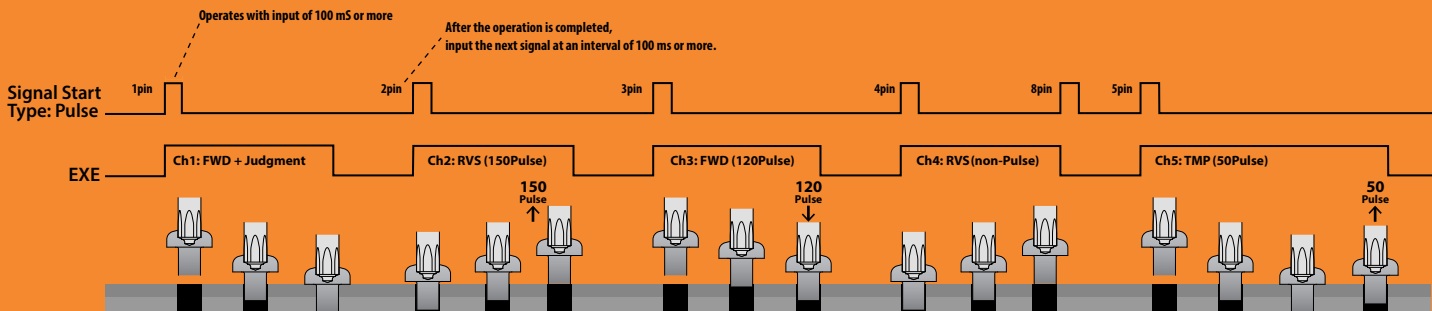 Operates with input of 100 mS or more
After the operation is completed,
input the next signal at an interval of 100 ms or more.
Signal Start
Type: Pulse
1pin
2pin
3pin
4pin
8pin
5pin
EXE
Ch1: FWD + Judgment
Ch2: RVS (150Pulse)
Ch3: FWD (120Pulse)
Ch4: RVS(non-Pulse)
Ch5: TMP (50Pulse)
150
Pulse
120
Pulse
50
Pulse